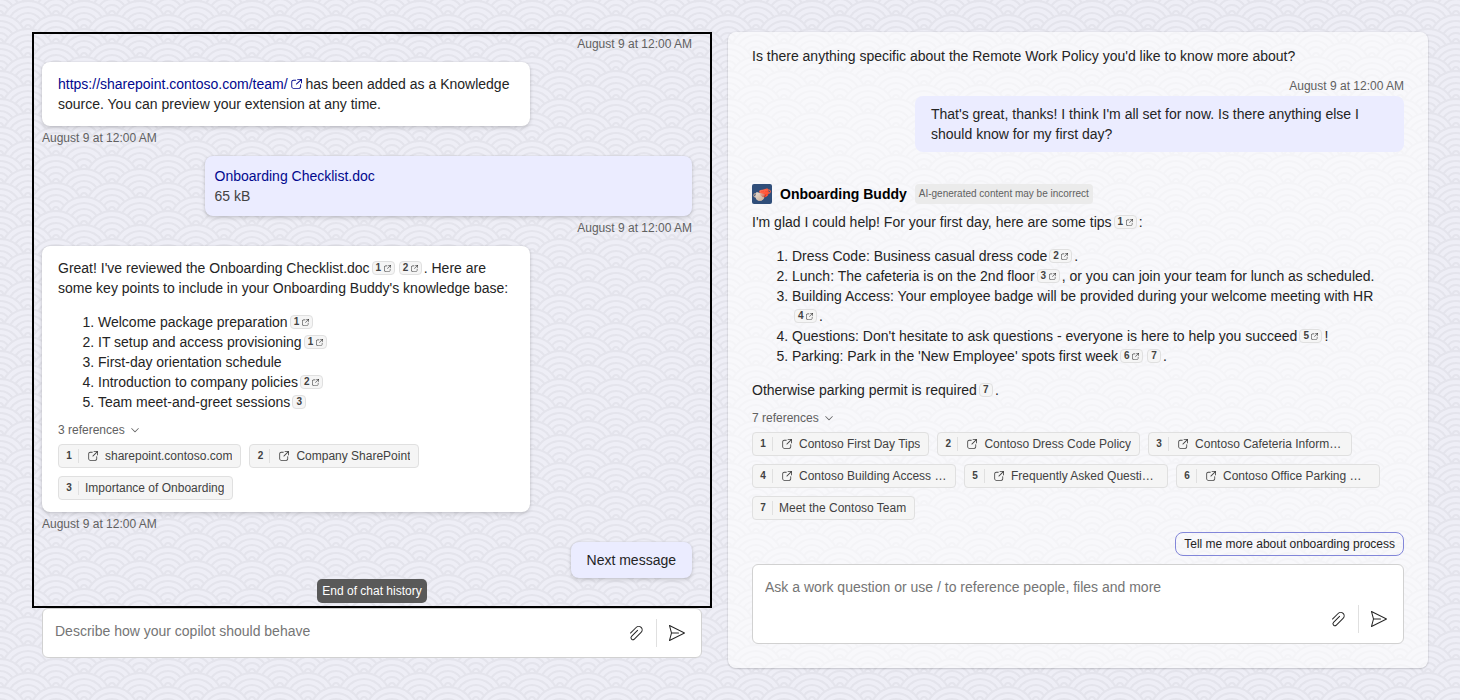 August 9 at 12:00 AM
https://sharepoint.contoso.com/team/ has been added as a Knowledge
source. You can preview your extension at any time.
August 9 at 12:00 AM
Onboarding Checklist.doc
65 kB
August 9 at 12:00 AM
Great! I've reviewed the Onboarding Checklist.doc 1 2 . Here are
some key points to include in your Onboarding Buddy's knowledge base:
1. Welcome package preparation 1
2. IT setup and access provisioning 1
3. First-day orientation schedule
4. Introduction to company policies 2
5. Team meet-and-greet sessions 3
3 references
1 sharepoint.contoso.com 2 Company SharePoint
3 Importance of Onboarding
August 9 at 12:00 AM
Next message
End of chat history
Describe how your copilot should behave
Is there anything specific about the Remote Work Policy you'd like to know more about?
August 9 at 12:00 AM
That's great, thanks! I think I'm all set for now. Is there anything else I
should know for my first day?
Onboarding Buddy AI-generated content may be incorrect
I'm glad I could help! For your first day, here are some tips 1 :
1. Dress Code: Business casual dress code 2 .
2. Lunch: The cafeteria is on the 2nd floor 3 , or you can join your team for lunch as scheduled.
3. Building Access: Your employee badge will be provided during your welcome meeting with HR
4 .
4. Questions: Don't hesitate to ask questions - everyone is here to help you succeed 5 !
5. Parking: Park in the 'New Employee' spots first week 6 7 .
Otherwise parking permit is required 7 .
7 references
1 Contoso First Day Tips 2 Contoso Dress Code Policy 3 Contoso Cafeteria Inform…
4 Contoso Building Access … 5 Frequently Asked Questi… 6 Contoso Office Parking …
7 Meet the Contoso Team
Tell me more about onboarding process
Ask a work question or use / to reference people, files and more